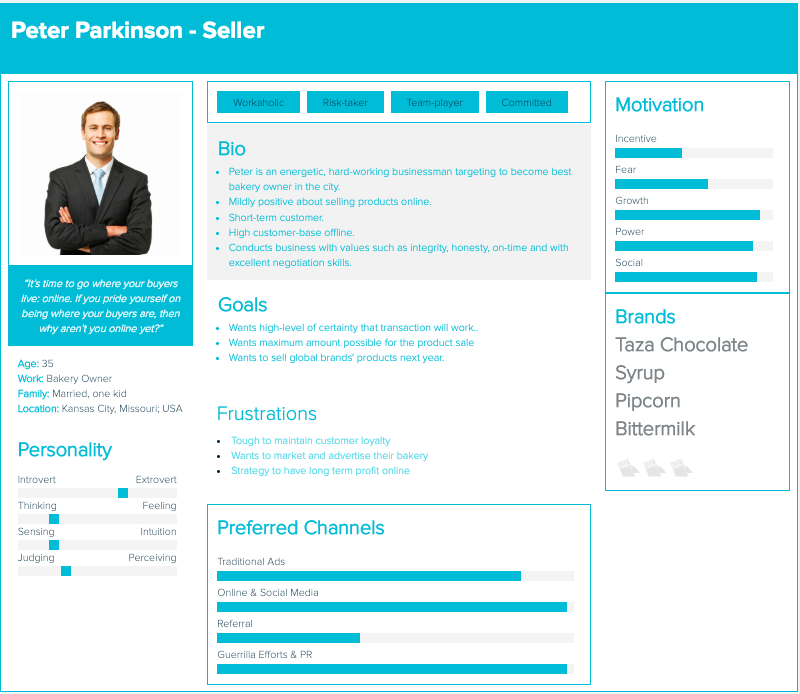 Peter Parkinson - Seller
"It's time to go where your buyers
live: online. If you pride yourself on
being where your buyers are, then
why aren't you online yet?"
Age: 35
Work: Bakery Owner
Family: Married, one kid
Location: Kansas City, Missouri; USA
Personality
Introvert Extrovert
Thinking Feeling
Sensing Intuition
Judging Perceiving
Workaholic Risk-taker Team-player Committed
Bio
• Peter is an energetic, hard-working businessman targeting to become best
bakery owner in the city.
• Mildly positive about selling products online.
• Short-term customer.
• High customer-base offline.
• Conducts business with values such as integrity, honesty, on-time and with
excellent negotiation skills.
Goals
• Wants high-level of certainty that transaction will work..
• Wants maximum amount possible for the product sale
• Wants to sell global brands' products next year.
Frustrations
• Tough to maintain customer loyalty
• Wants to market and advertise their bakery
• Strategy to have long term profit online
Preferred Channels
Traditional Ads
Online & Social Media
Referral
Guerrilla Efforts & PR
Motivation
Incentive
Fear
Growth
Power
Social
Brands
Taza Chocolate
Syrup
Pipcorn
Bittermilk